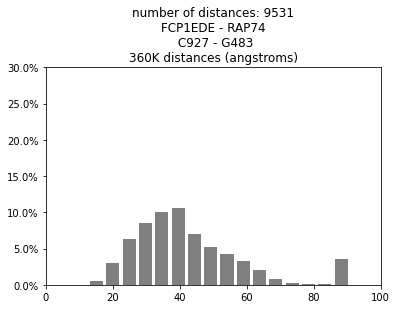 number of distances: 9531
FCP1EDE - RAP74
C927 - G483
360K distances (angstroms)
30.0%
25.0%
20.0%
15.0%
10.0%
5.0%
0.0%
0 20 40 60 80 100